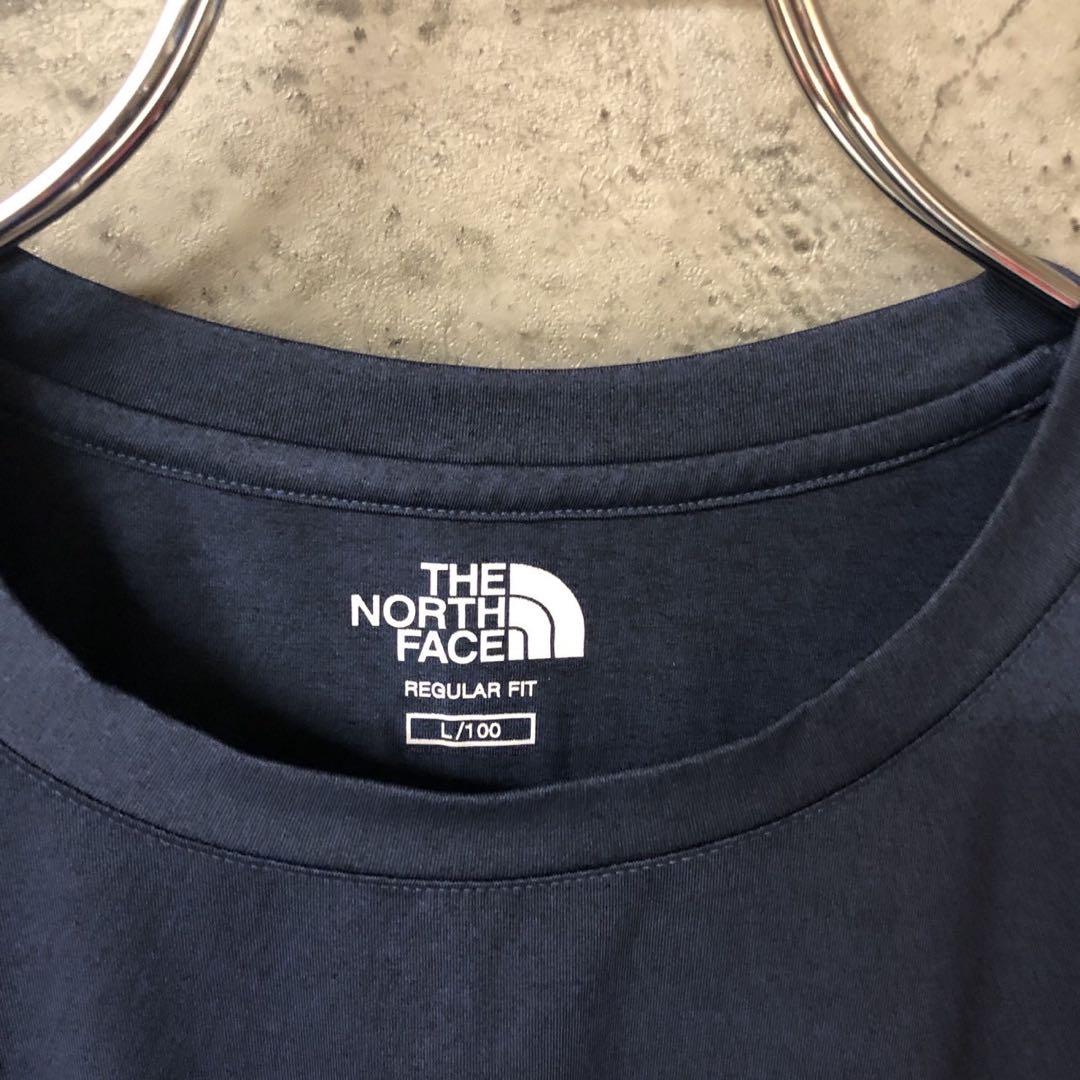 THE
NORTH
FACE
REGULAR FIT
L/100